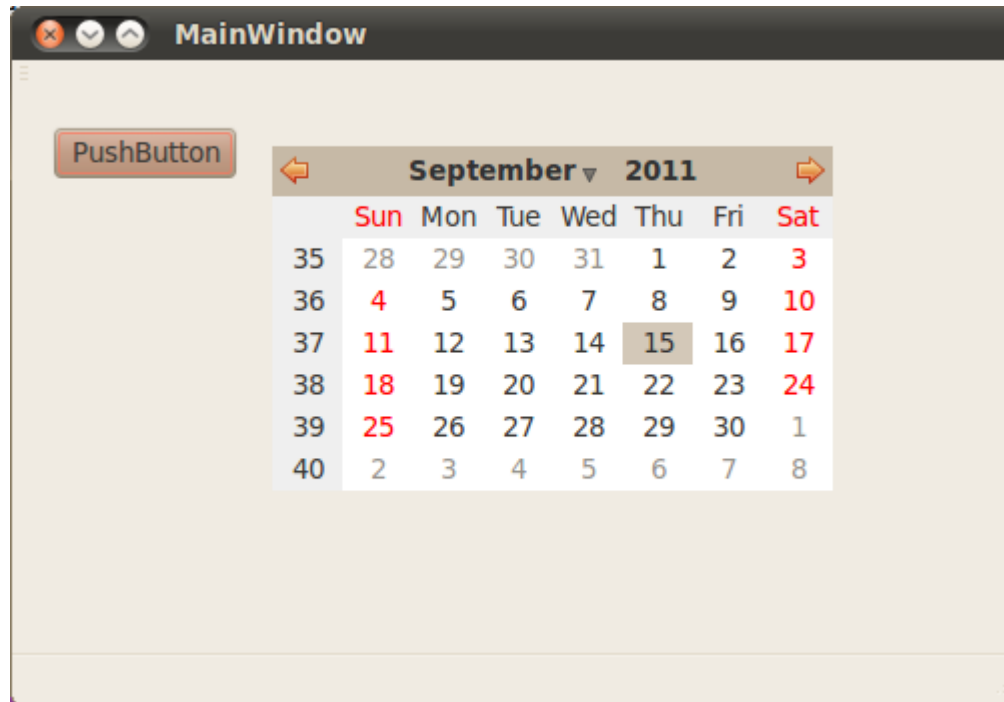 MainWindow
PushButton
September 2011
Sun Mon Tue Wed Thu Fri Sat
35 28 29 30 31 1 2 3
36 4 5 6 7 8 9 10
37 11 12 13 14 15 16 17
38 18 19 20 21 22 23 24
39 25 26 27 28 29 30 1
40 2 3 4 5 6 7 8